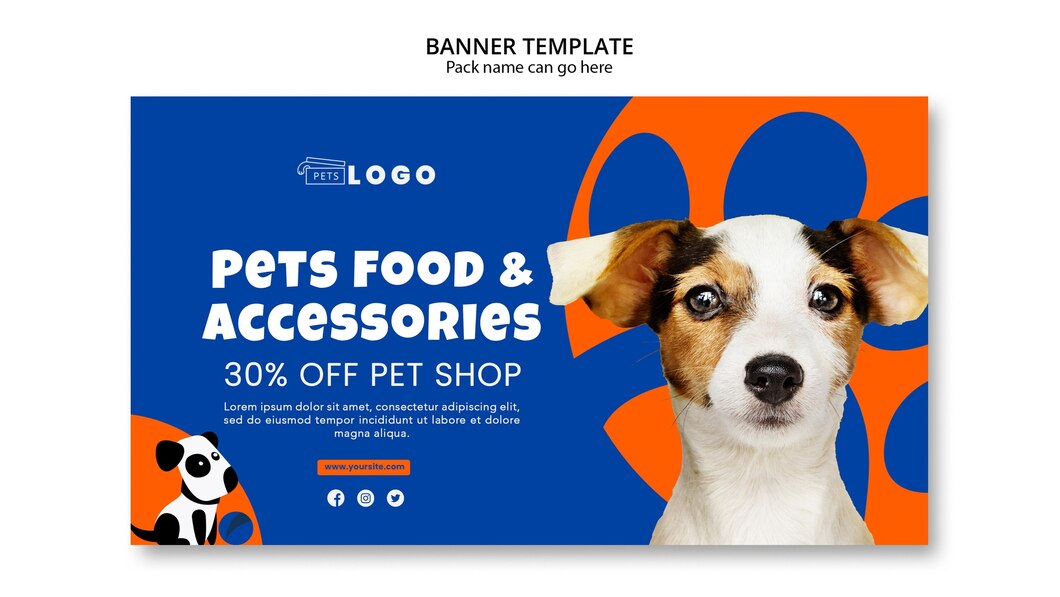 BANNER TEMPLATE
Pack name can go here
PETS LOGO
Pets Food &
Accessories
30% OFF PET SHOP
Lorem ipsum dolor sit amet, consectetur adipiscing elit,
sed do eiusmod tempor incididunt ut labore et dolore
magna aliqua.
www.yoursite.com